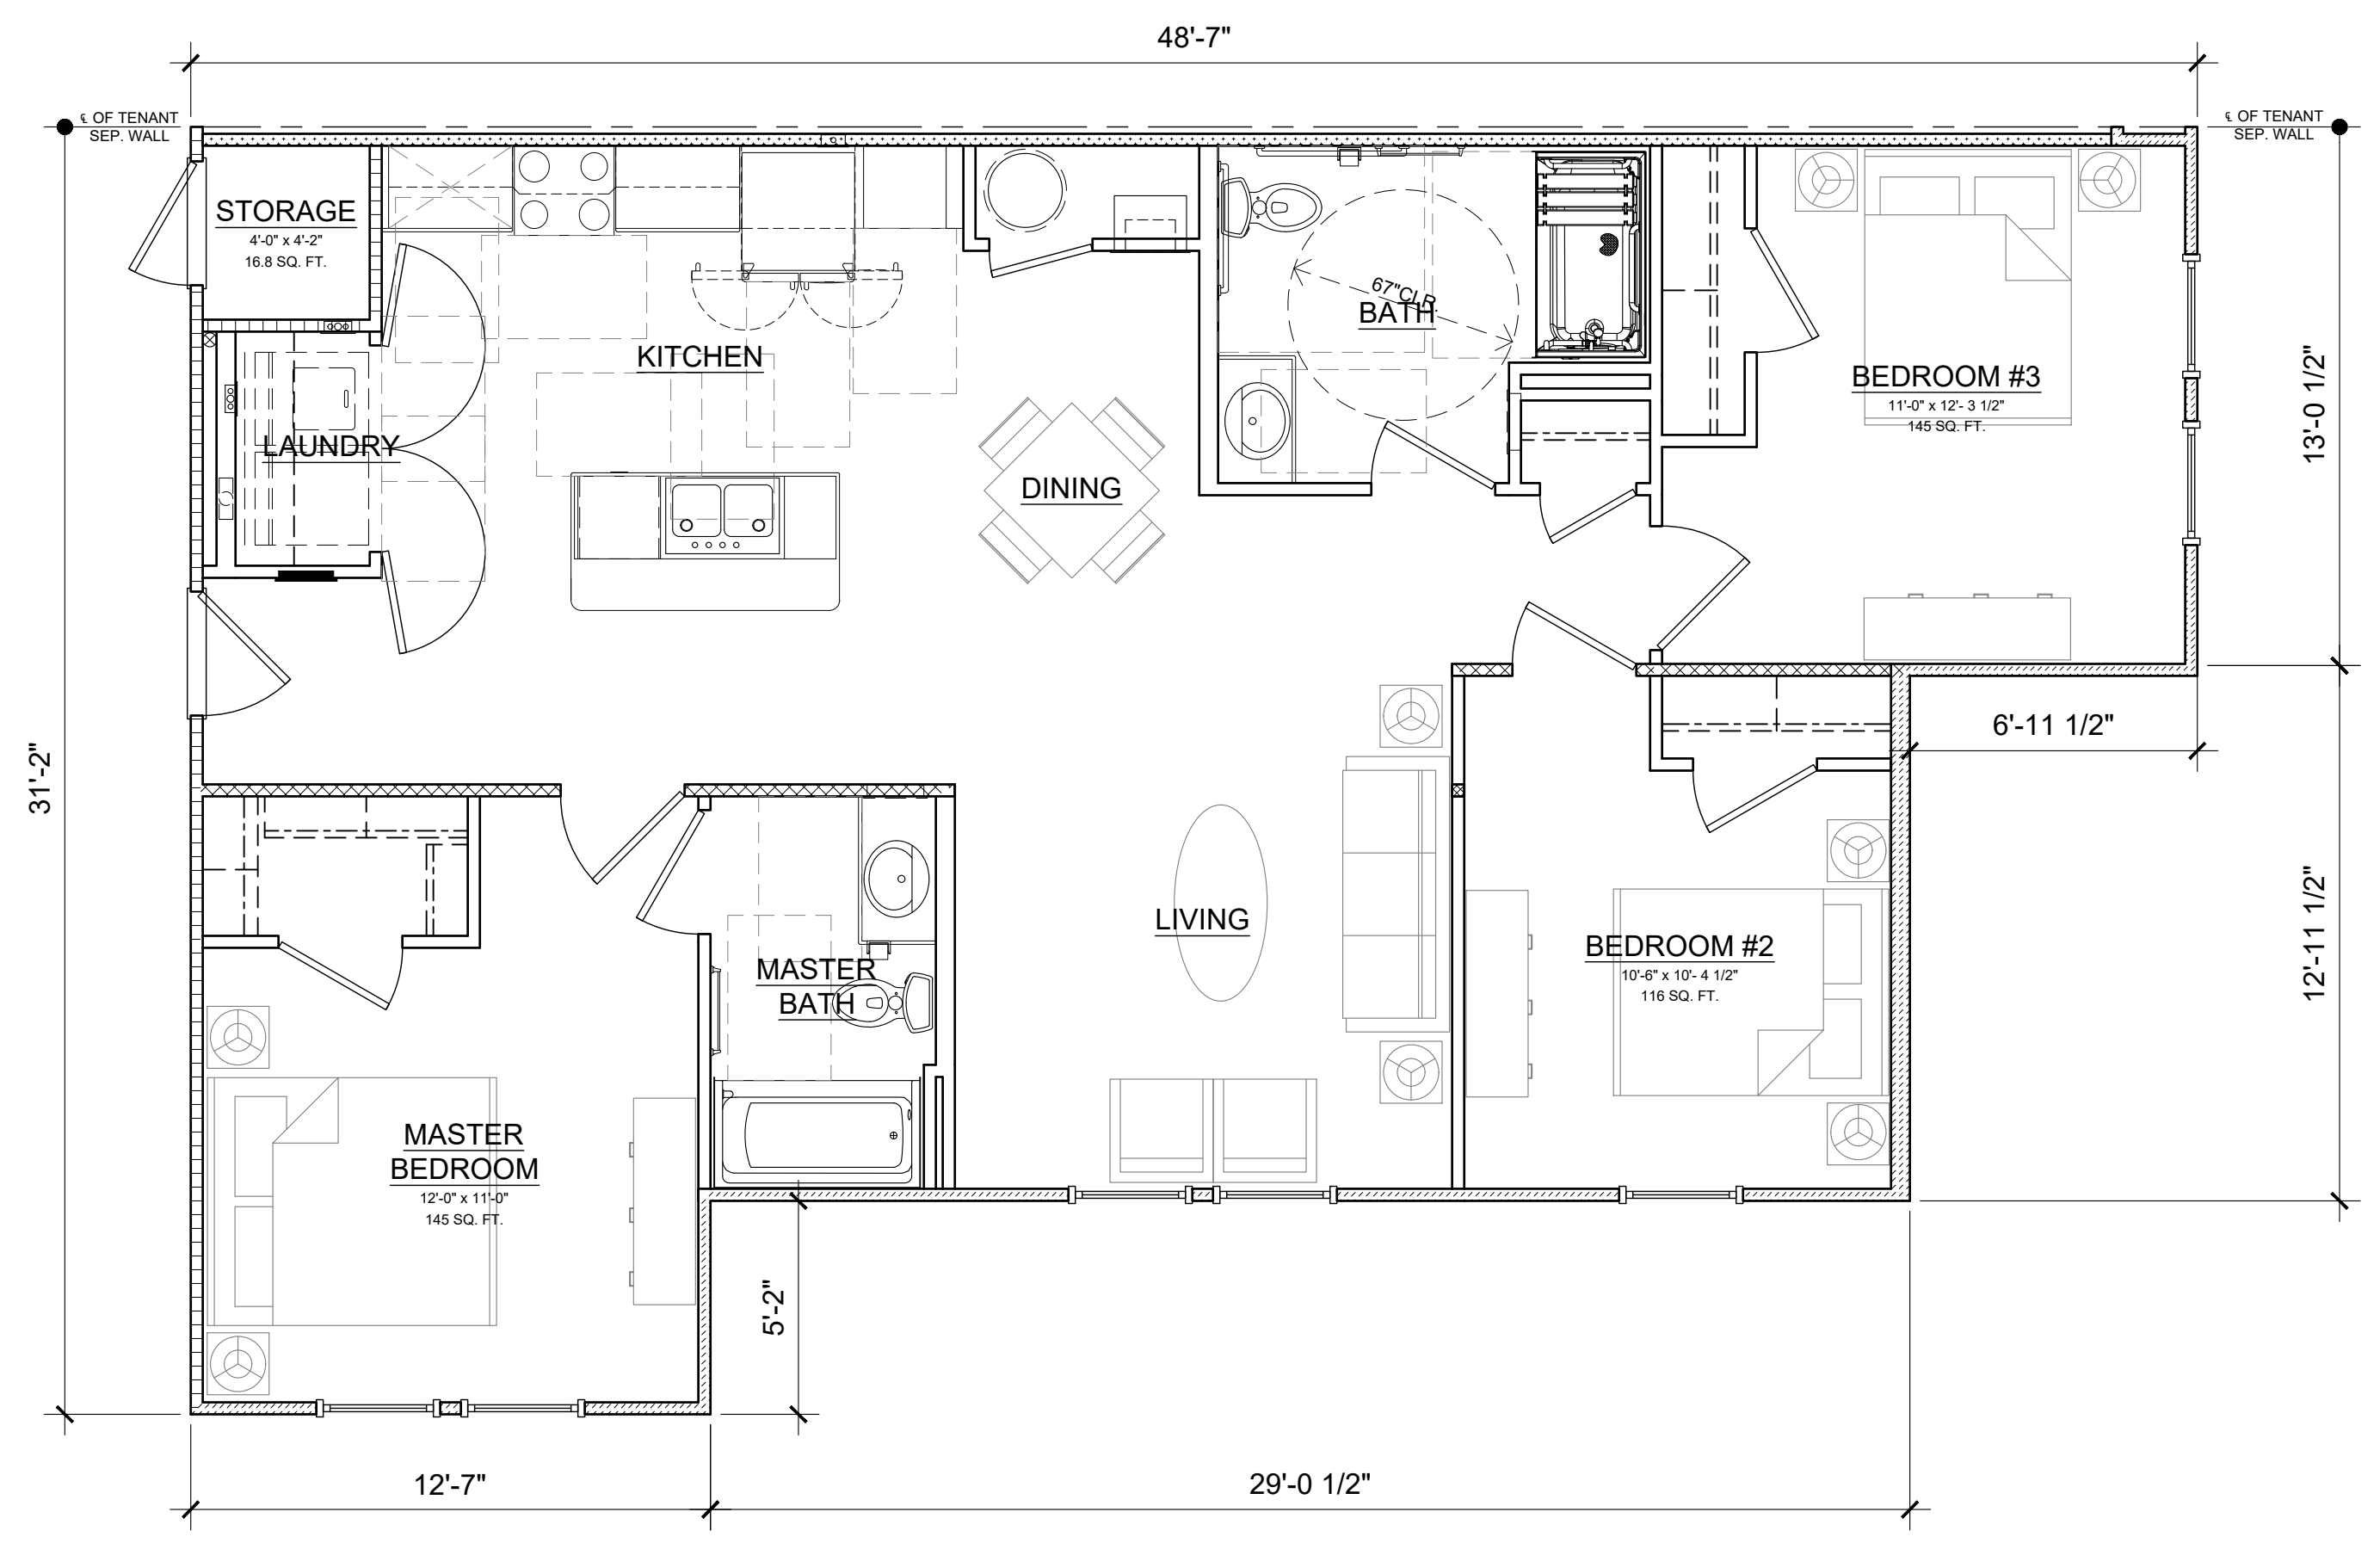 48'-7"
℄ OF TENANT
SEP. WALL
℄ OF TENANT
SEP. WALL
STORAGE
4'-0" x 4'-2"
16.8 SQ. FT.
67"CLR.
BATH
KITCHEN
BEDROOM #3
11'-0" x 12'- 3 1/2"
145 SQ. FT.
13'-0 1/2"
LAUNDRY
DINING
6'-11 1/2"
31'-2"
LIVING
BEDROOM #2
10'-6" x 10'- 4 1/2"
116 SQ. FT.
12'-11 1/2"
MASTER
BATH
MASTER
BEDROOM
12'-0" x 11'-0"
145 SQ. FT.
5'-2"
12'-7"
29'-0 1/2"